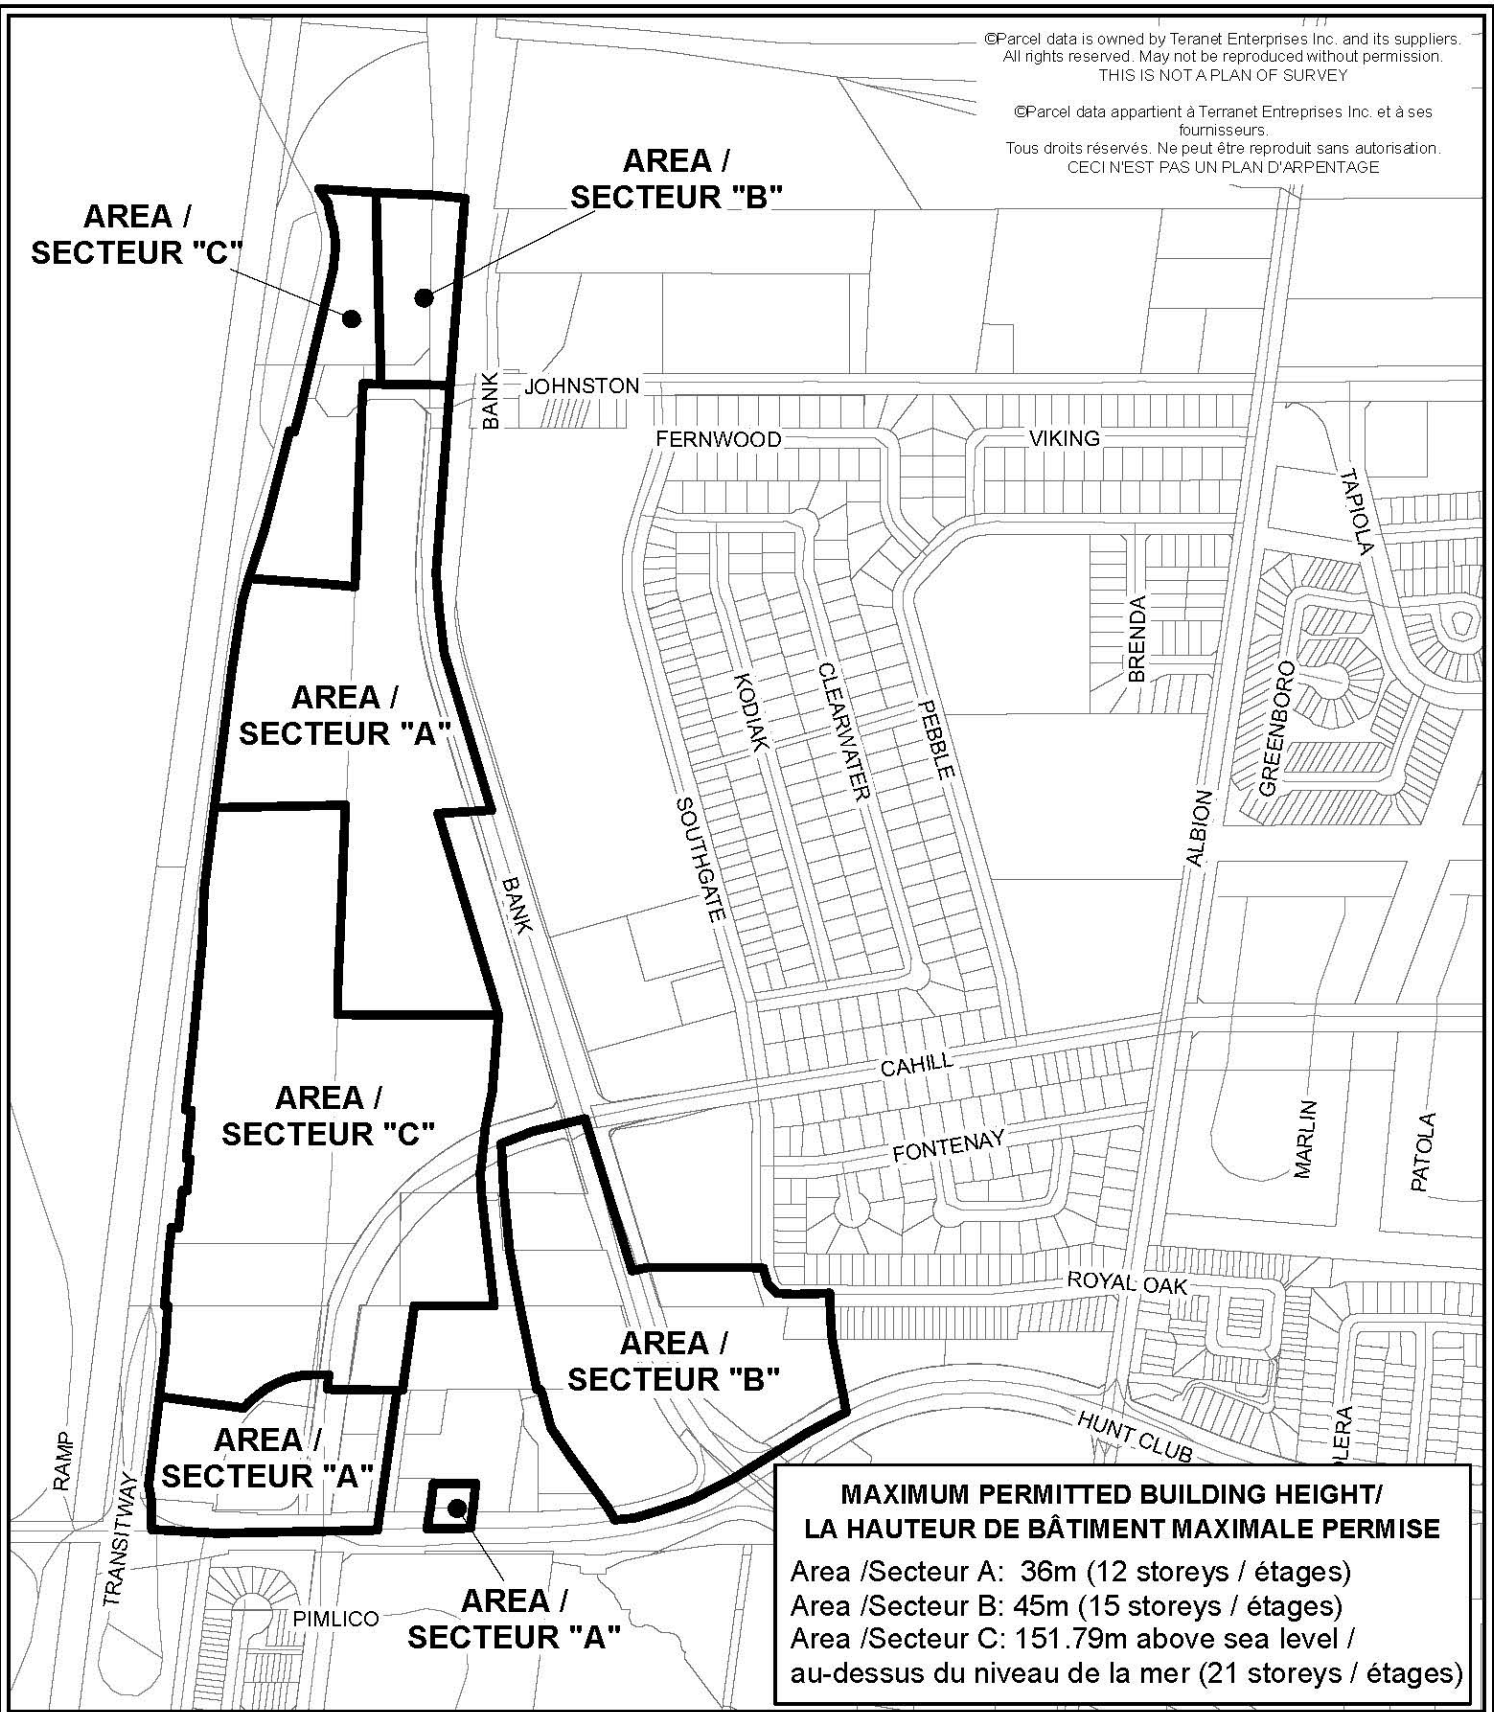 ©Parcel data is owned by Teranet Enterprises Inc. and its suppliers.
All rights reserved. May not be reproduced without permission.
THIS IS NOT A PLAN OF SURVEY
©Parcel data appartient à Terranet Entreprises Inc. et à ses
fournisseurs.
Tous droits réservés. Ne peut être reproduit sans autorisation.
CECI N'EST PAS UN PLAN D'ARPENTAGE
AREA /
SECTEUR "B"
AREA /
SECTEUR "C"
BANK
JOHNSTON
FERNWOOD
VIKING
TAPIOLA
BRENDA
GREENBORO
KODIAK
CLEARWATER
PEBBLE
AREA /
SECTEUR "A"
SOUTHGATE
ALBION
BANK
CAHILL
AREA /
SECTEUR "C"
FONTENAY
MARLIN
PATOLA
ROYAL OAK
AREA /
SECTEUR "B"
HUNT CLUB
LERA
AREA /
SECTEUR "A"
RAMP
TRANSITWAY
PIMLICO
AREA /
SECTEUR "A"
MAXIMUM PERMITTED BUILDING HEIGHT/
LA HAUTEUR DE BÂTIMENT MAXIMALE PERMISE
Area /Secteur A: 36m (12 storeys / étages)
Area /Secteur B: 45m (15 storeys / étages)
Area /Secteur C: 151.79m above sea level /
au-dessus du niveau de la mer (21 storeys / étages)